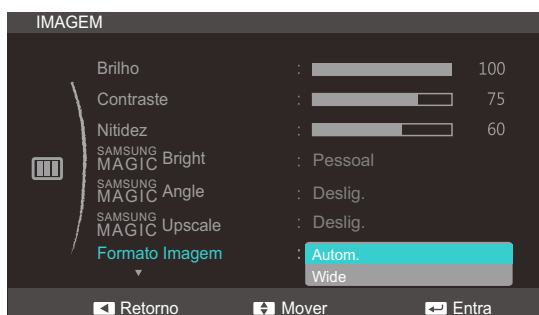 IMAGEM
Brilho : 100
Contraste : 75
Nitidez : 60
SAMSUNG MAGIC Bright : Pessoal
SAMSUNG MAGIC Angle : Deslig.
SAMSUNG MAGIC Upscale : Deslig.
Formato Imagem : Autom.
Wide
Retorno Mover Entra